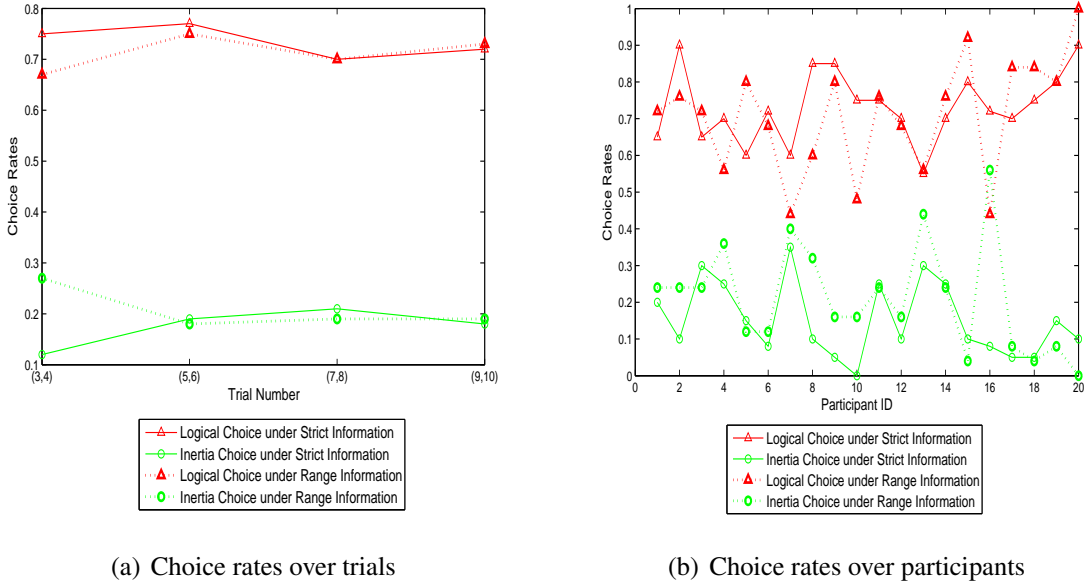 0.8
0.7
0.6
0.5
0.4
0.3
0.2
0.1
Choice Rates
(3,4) (5,6) (7,8) (9,10)
Trial Number
Logical Choice under Strict Information
Inertia Choice under Strict Information
Logical Choice under Range Information
Inertia Choice under Range Information
(a) Choice rates over trials
1
0.9
0.8
0.7
0.6
0.5
0.4
0.3
0.2
0.1
0
Choice Rates
0 2 4 6 8 10 12 14 16 18 20
Participant ID
Logical Choice under Strict Information
Inertia Choice under Strict Information
Logical Choice under Range Information
Inertia Choice under Range Information
(b) Choice rates over participants